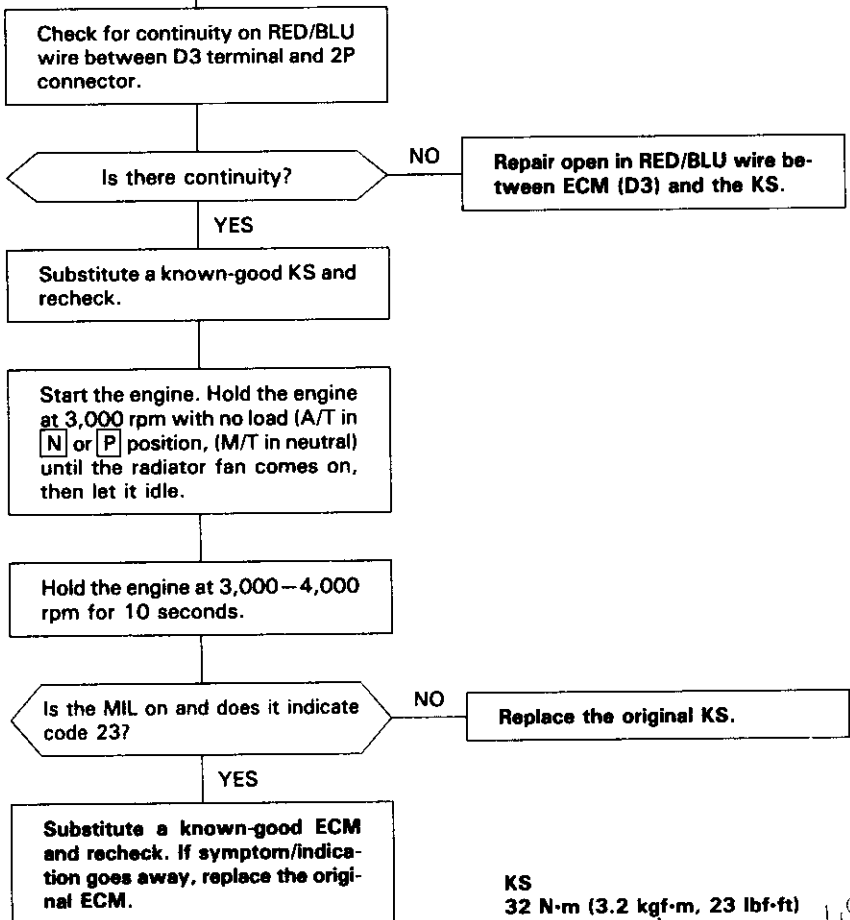 Check for continuity on RED/BLU
wire between D3 terminal and 2P
connector.
Is there continuity?
NO
Repair open in RED/BLU wire be-
tween ECM (D3) and the KS.
YES
Substitute a known-good KS and
recheck.
Start the engine. Hold the engine
at 3,000 rpm with no load (A/T in
N or P position, (M/T in neutral)
until the radiator fan comes on,
then let it idle.
Hold the engine at 3,000–4,000
rpm for 10 seconds.
Is the MIL on and does it indicate
code 23?
NO
Replace the original KS.
YES
Substitute a known-good ECM
and recheck. If symptom/indica-
tion goes away, replace the origi-
nal ECM.
KS
32 N·m (3.2 kgf·m, 23 lbf·ft)